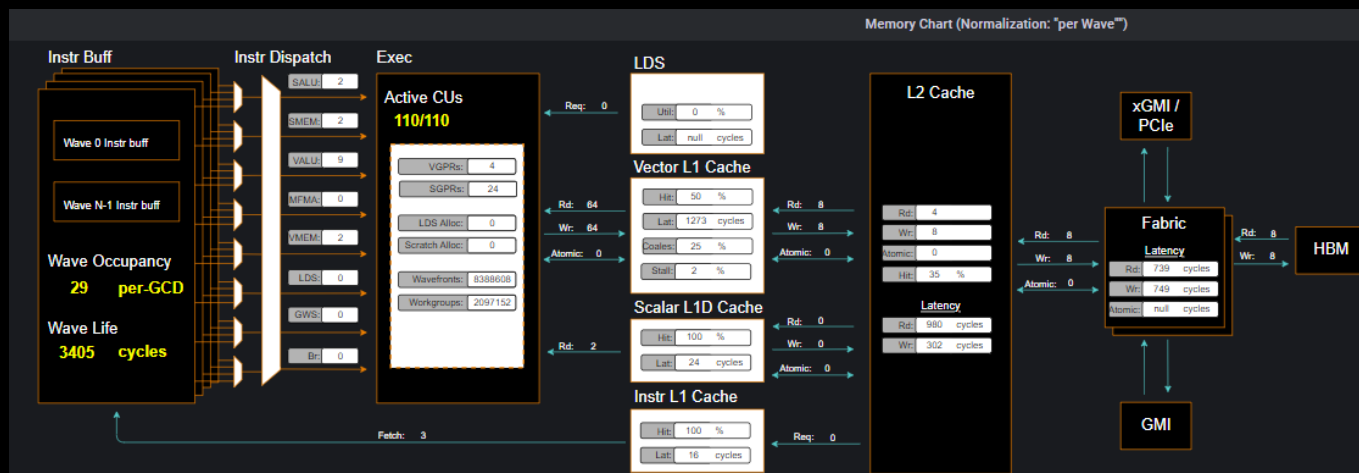 Memory Chart (Normalization: "per Wave"")
Instr Buff
Wave 0 Instr buff
Wave N-1 Instr buff
Wave Occupancy
29 per-GCD
Wave Life
3405 cycles
Instr Dispatch
SALU: 2
SMEM: 2
VALU: 9
MFMA: 0
VMEM: 2
LDS: 0
GWS: 0
Br: 0
Exec
Active CUs
110/110
VGPRs: 4
SGPRs: 24
LDS Alloc: 0
Scratch Alloc: 0
Wavefronts: 8388608
Workgroups: 2097152
Req: 0
Rd: 64
Wr: 64
Atomic: 0
Rd: 2
Fetch: 3
LDS
Util: 0 %
Lat: null cycles
Vector L1 Cache
Hit: 50 %
Lat: 1273 cycles
Coales: 25 %
Stall: 2 %
Scalar L1D Cache
Hit: 100 %
Lat: 24 cycles
Instr L1 Cache
Hit: 100 %
Lat: 16 cycles
Rd: 8
Wr: 8
Atomic: 0
Rd: 0
Wr: 0
Atomic: 0
Req: 0
L2 Cache
Rd: 4
Wr: 8
Atomic: 0
Hit: 35 %
Latency
Rd: 980 cycles
Wr: 302 cycles
Rd: 8
Wr: 8
Atomic: 0
xGMI /
PCIe
Fabric
Latency
Rd: 739 cycles
Wr: 749 cycles
Atomic: null cycles
GMI
Rd: 8
Wr: 8
HBM